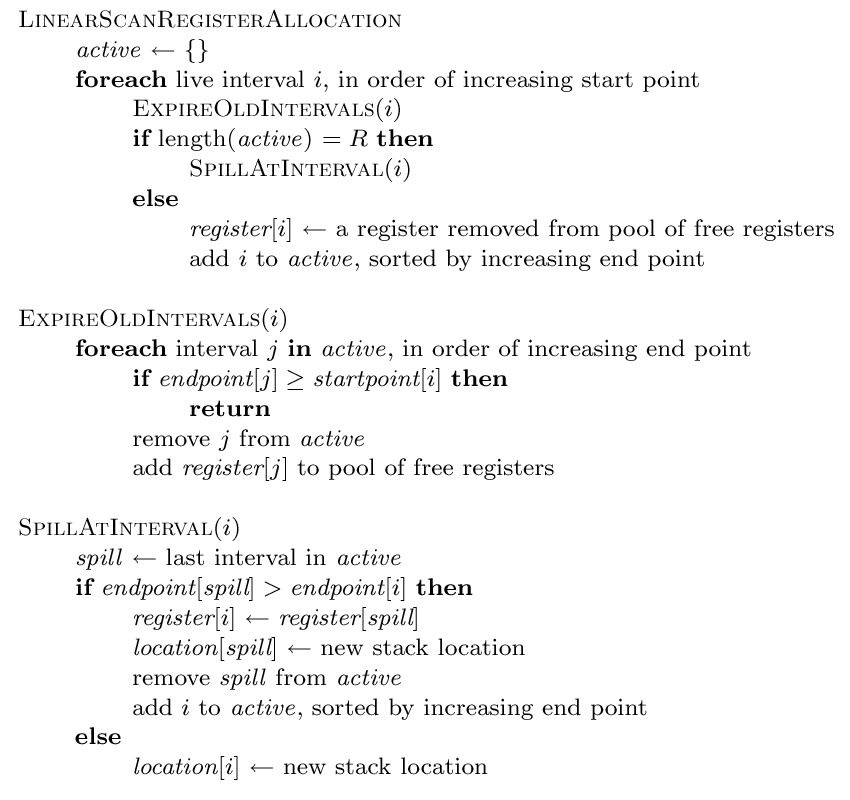 LINEARSCANREGISTERALLOCATION
active ← {}
foreach live interval i, in order of increasing start point
EXPIREOLDINTERVALS(i)
if length(active) = R then
SPILLATINTERVAL(i)
else
register[i] ← a register removed from pool of free registers
add i to active, sorted by increasing end point
EXPIREOLDINTERVALS(i)
foreach interval j in active, in order of increasing end point
if endpoint[j] ≥ startpoint[i] then
return
remove j from active
add register[j] to pool of free registers
SPILLATINTERVAL(i)
spill ← last interval in active
if endpoint[spill] > endpoint[i] then
register[i] ← register[spill]
location[spill] ← new stack location
remove spill from active
add i to active, sorted by increasing end point
else
location[i] ← new stack location